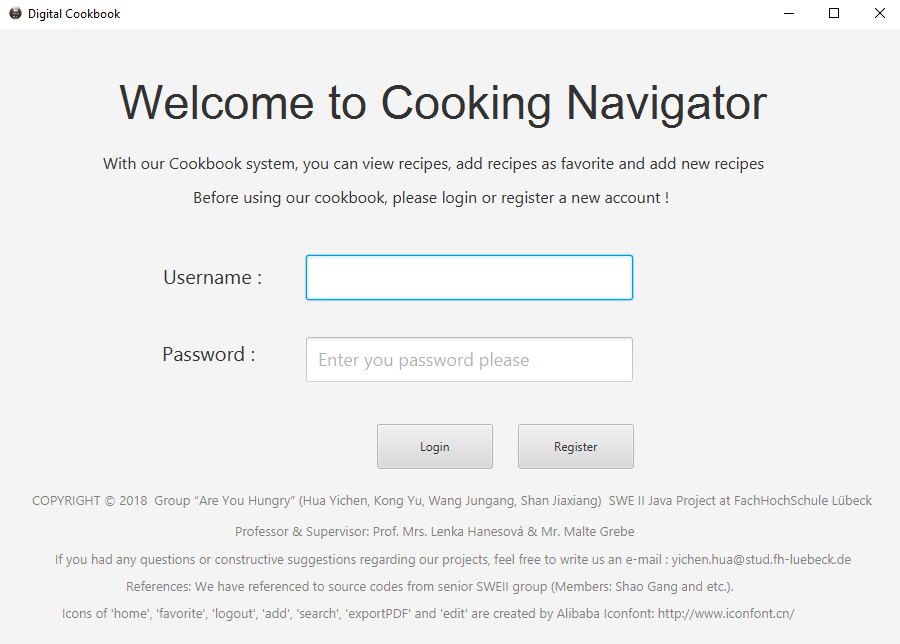 Digital Cookbook
Welcome to Cooking Navigator
With our Cookbook system, you can view recipes, add recipes as favorite and add new recipes
Before using our cookbook, please login or register a new account !
Username :
Password :
Enter you password please
Login
Register
COPYRIGHT © 2018  Group “Are You Hungry” (Hua Yichen, Kong Yu, Wang Jungang, Shan Jiaxiang)  SWE II Java Project at FachHochSchule Lübeck
Professor & Supervisor: Prof. Mrs. Lenka Hanesová & Mr. Malte Grebe
If you had any questions or constructive suggestions regarding our projects, feel free to write us an e-mail : yichen.hua@stud.fh-luebeck.de
References: We have referenced to source codes from senior SWEII group (Members: Shao Gang and etc.).
Icons of 'home', 'favorite', 'logout', 'add', 'search', 'exportPDF' and 'edit' are created by Alibaba Iconfont: http://www.iconfont.cn/